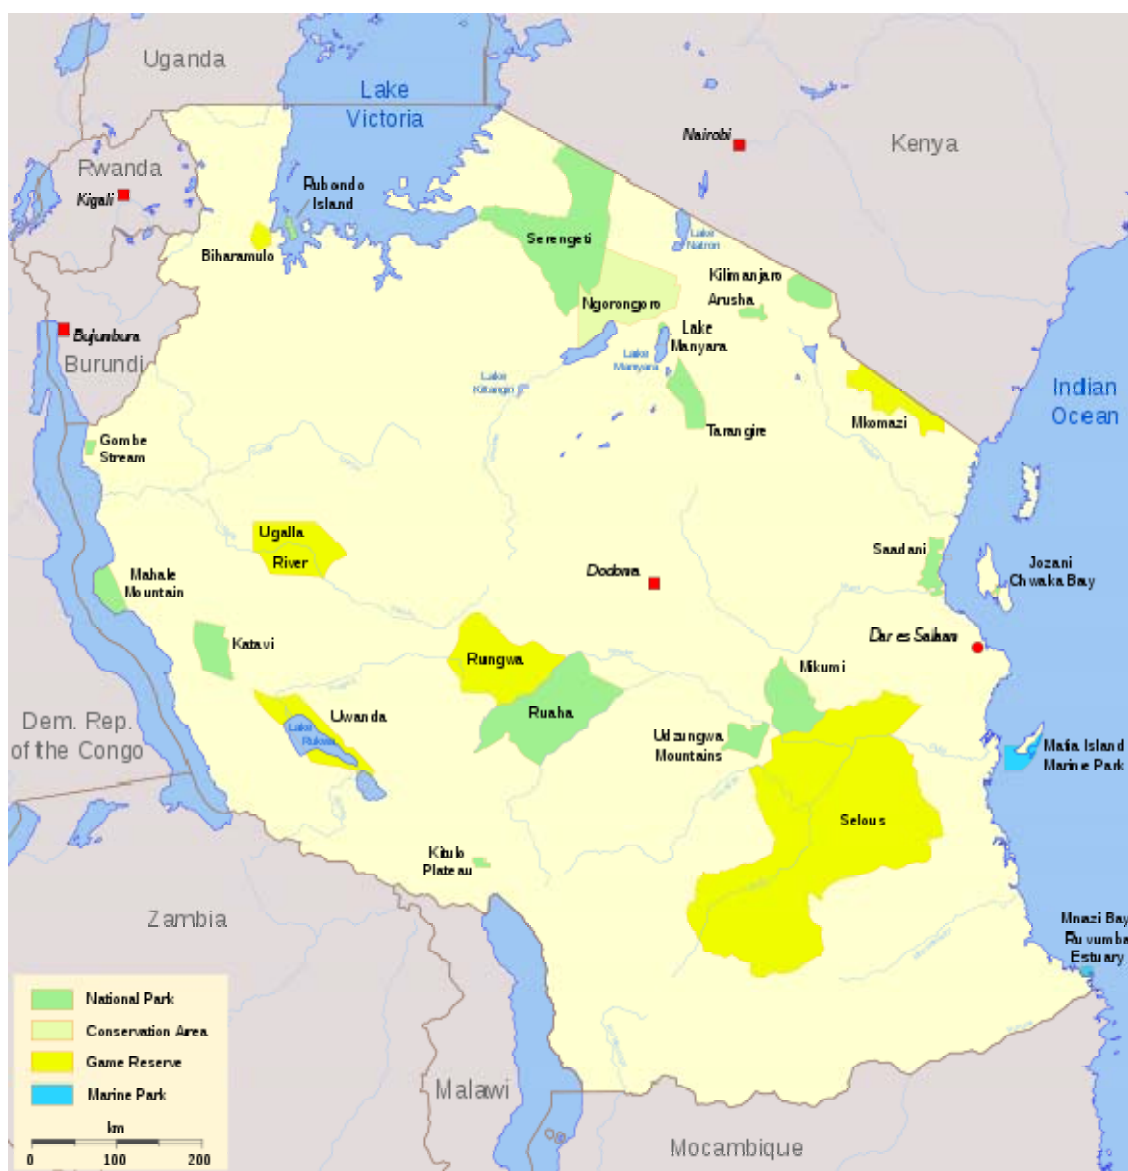 Uganda
Lake
Victoria
Nairobi
Kenya
Rwanda
Kigali
Rubondo
Island
Biharamulo
Serengeti
Lake
Natron
Ngorongoro
Kilimanjaro
Arusha
Bujumbura
Burundi
Lake
Manyara
Lake
Manyara
Lake
Indian
Ocean
Mkomazi
Tarangire
Gombe
Stream
Ugalla
River
Saadani
Jozani
Chwaka Bay
Mahale
Mountain
Dodoma
Katavi
Dar es Salaam
Rungwa
Mikumi
Ruaha
Uwanda
Lake
Rukwa
Dem. Rep.
of the Congo
Udzungwa
Mountains
Mafia Island
Marine Park
Selous
Kitulo
Plateau
Zambia
Mnazi Bay
Ruvumba
Estuary
National Park
Conservation Area
Game Reserve
Marine Park
km
0 100 200
Malawi
Mocambique